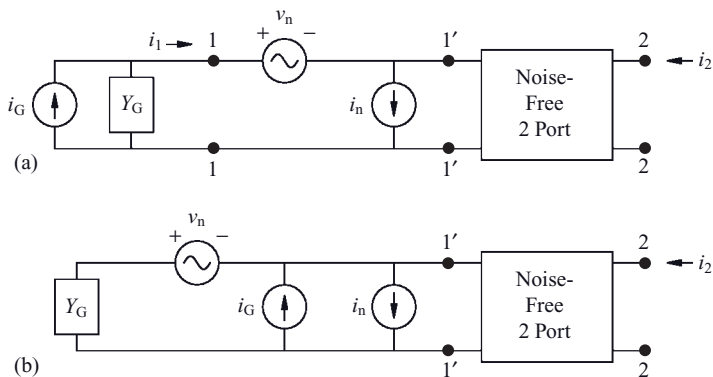 vn
+ −
i1
1
1′
2
i2
iG
YG
in
Noise-
Free
2 Port
(a)
1
1′
2
vn
+ −
1′
2
i2
YG
iG
in
Noise-
Free
2 Port
(b)
1′
2